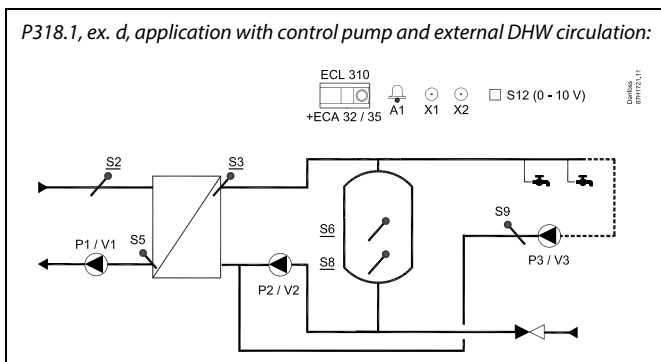 P318.1, ex. d, application with control pump and external DHW circulation:
ECL 310
+ECA 32 / 35
A1
X1
X2
S12 (0 - 10 V)
Danfoss
87H1721.11
S2
S3
S6
S8
S9
P1 / V1
S5
P2 / V2
P3 / V3